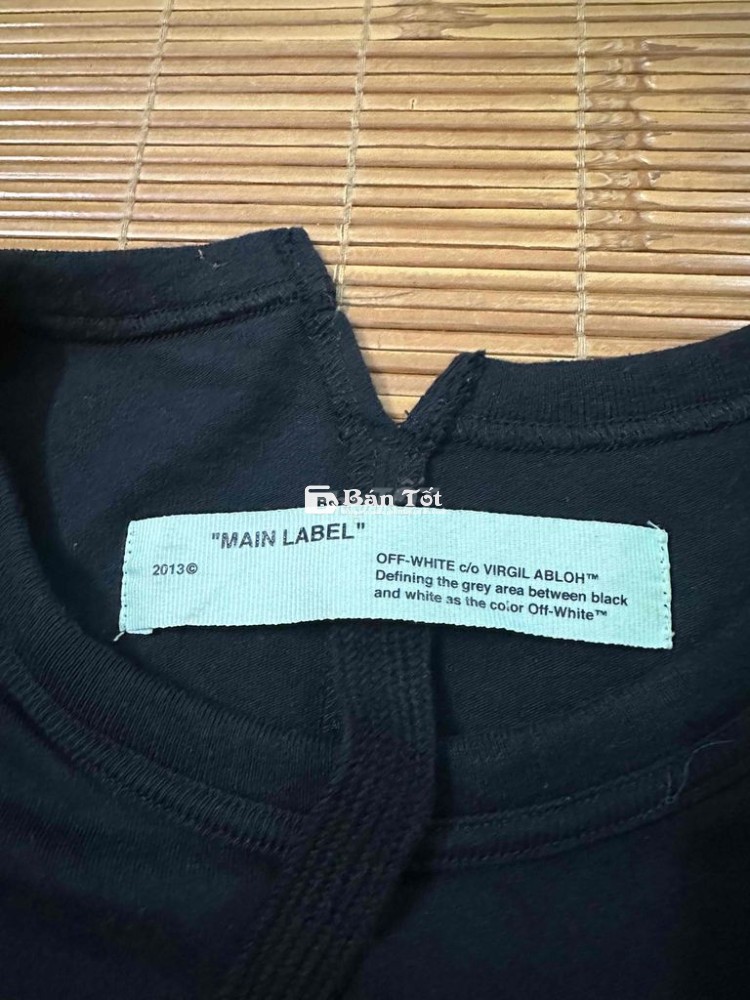 Bán Tốt
"MAIN LABEL"
2013©
OFF-WHITE c/o VIRGIL ABLOH™
Defining the grey area between black
and white as the color Off-White™